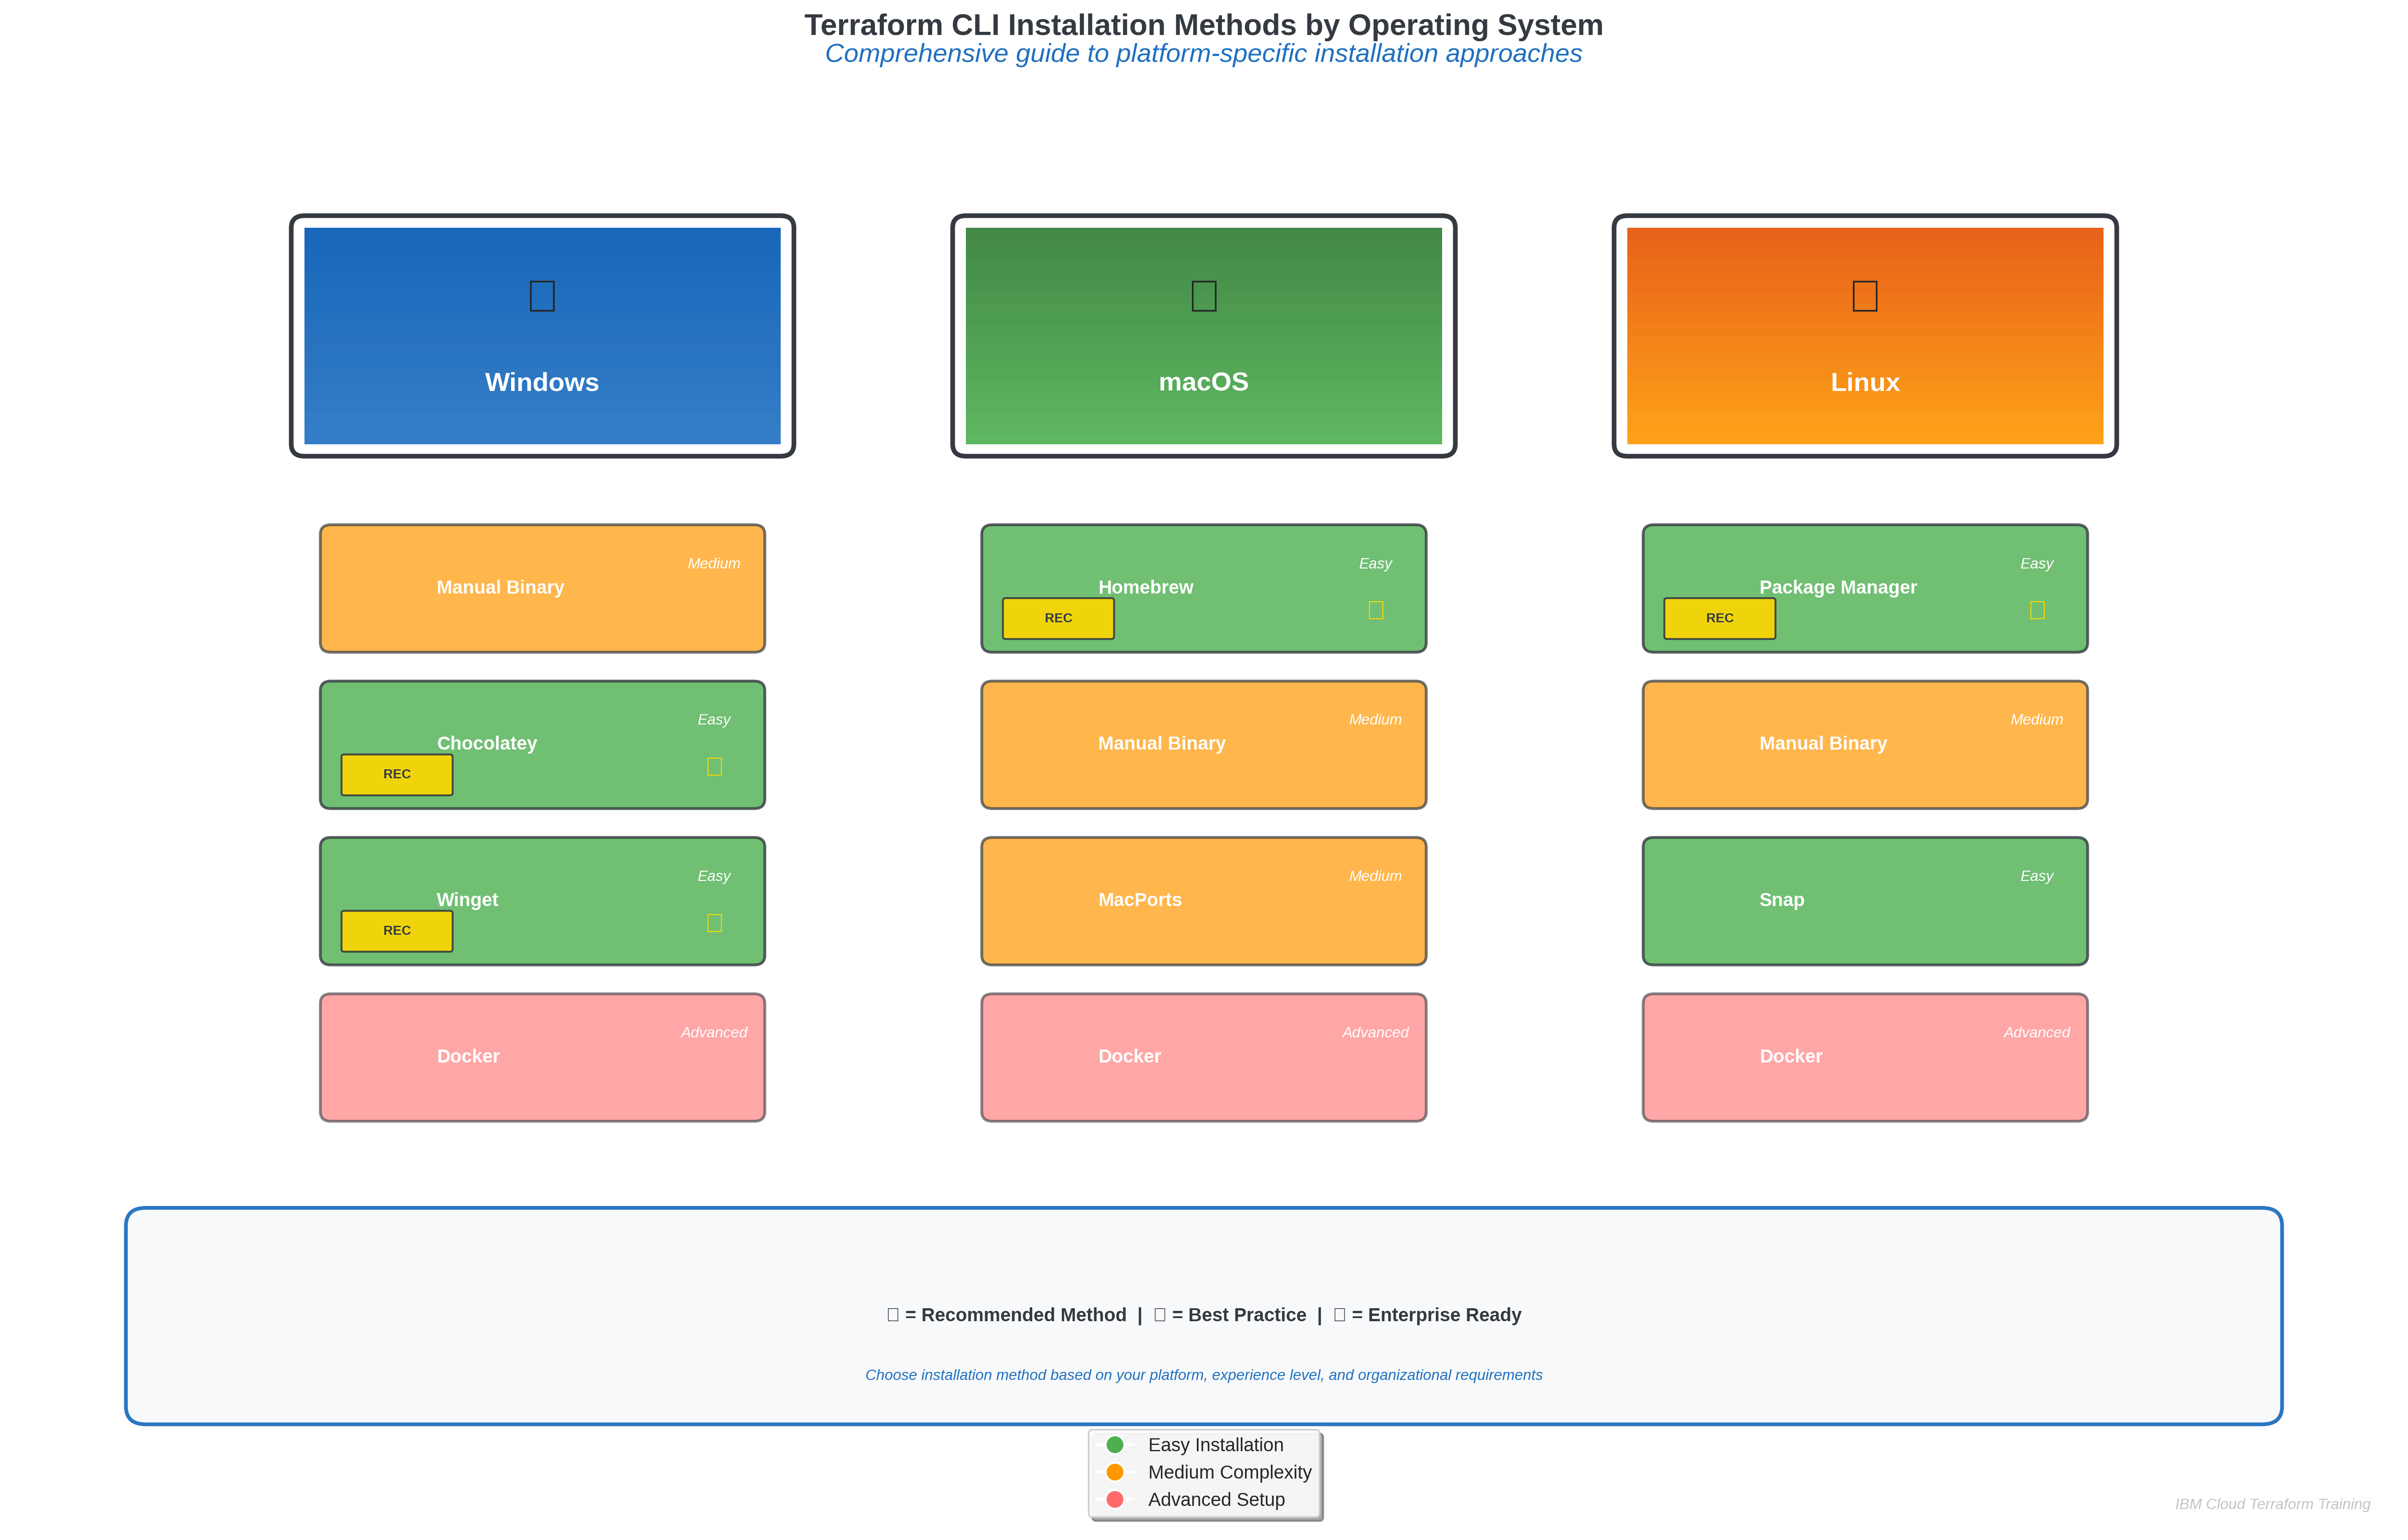 Terraform CLI Installation Methods by Operating System
Comprehensive guide to platform-specific installation approaches
Windows
macOS
Linux
Medium
Manual Binary
Easy
Homebrew
REC
Easy
Package Manager
REC
Easy
Chocolatey
REC
Medium
Manual Binary
Medium
Manual Binary
Easy
Winget
REC
Medium
MacPorts
Easy
Snap
Advanced
Docker
Advanced
Docker
Advanced
Docker
▯ = Recommended Method | ▯ = Best Practice | ▯ = Enterprise Ready
Choose installation method based on your platform, experience level, and organizational requirements
Easy Installation
Medium Complexity
Advanced Setup
IBM Cloud Terraform Training